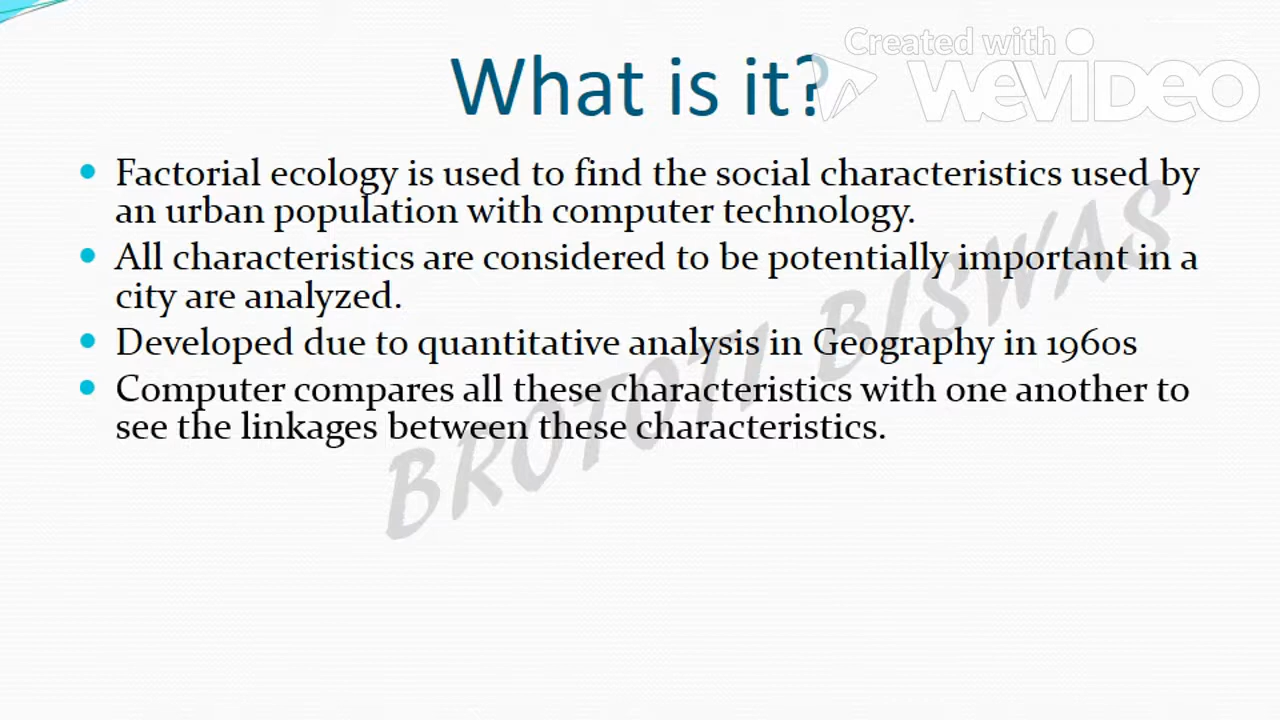 Created with
WEVIDEO
What is it?
• Factorial ecology is used to find the social characteristics used by
an urban population with computer technology.
• All characteristics are considered to be potentially important in a
city are analyzed.
• Developed due to quantitative analysis in Geography in 1960s
• Computer compares all these characteristics with one another to
see the linkages between these characteristics.
BROTOTI BISWAS